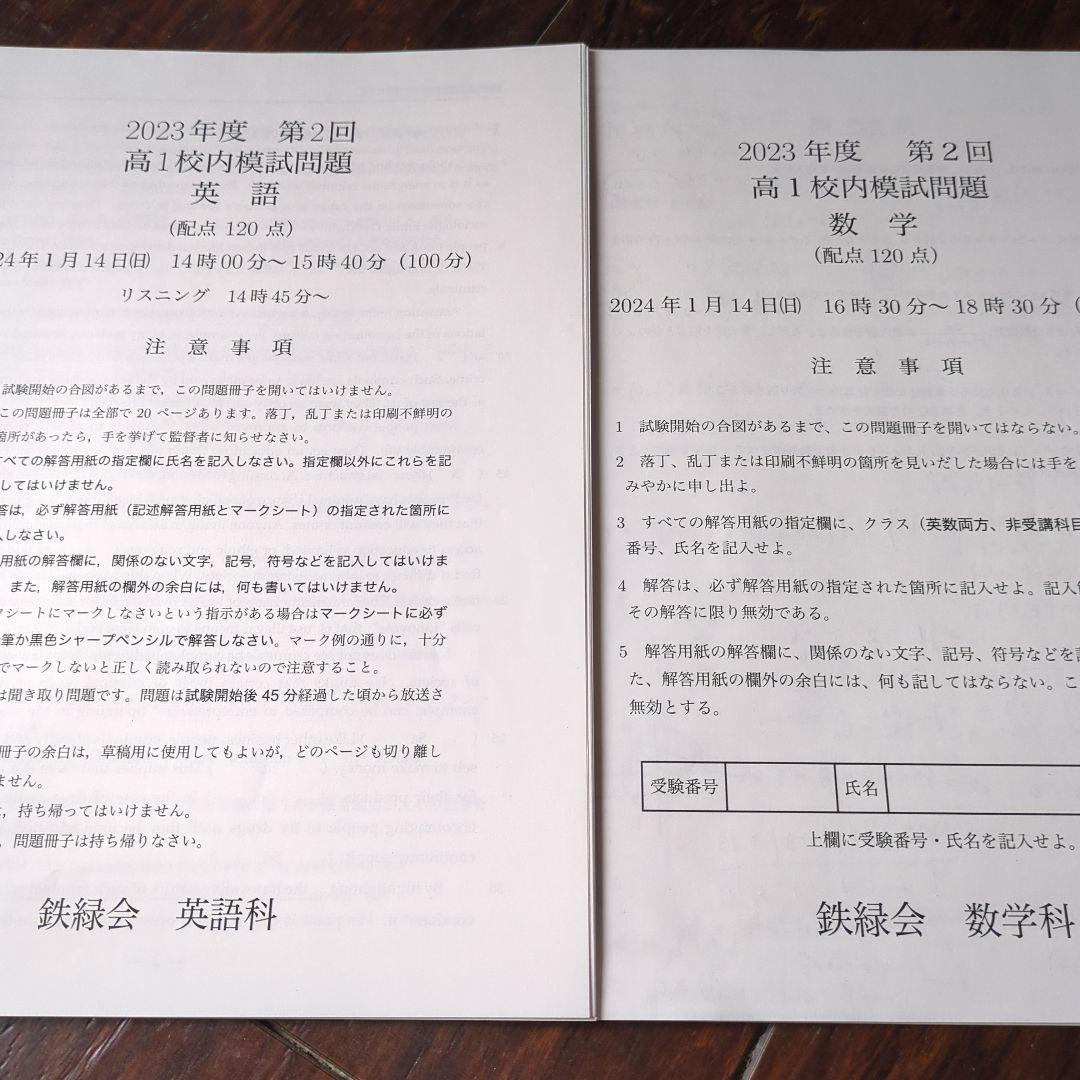 2023年度 第2回
高1校内模試問題
英 語
(配点 120 点)
24年1月14日(日) 14時00分～15時40分（100分）
リスニング 14時45分～
注 意 事 項
試験開始の合図があるまで，この問題冊子を開いてはいけません。
この問題冊子は全部で 20 ページあります。落丁，乱丁または印刷不鮮明の
箇所があったら，手を挙げて監督者に知らせなさい。
すべての解答用紙の指定欄に氏名を記入しなさい。指定欄以外にこれらを記
してはいけません。
答は，必ず解答用紙（記述解答用紙とマークシート）の指定された箇所に
入しなさい。
用紙の解答欄に，関係のない文字，記号，符号などを記入してはいけま
また，解答用紙の欄外の余白には，何も書いてはいけません。
クシートにマークしなさいという指示がある場合はマークシートに必ず
筆か黒色シャープペンシルで解答しなさい。マーク例の通りに，十分
でマークしないと正しく読み取られないので注意すること。
は聞き取り問題です。問題は試験開始後 45 分経過した頃から放送さ
冊子の余白は，草稿用に使用してもよいが，どのページも切り離し
ません。
，持ち帰ってはいけません。
，問題冊子は持ち帰りなさい。
鉄緑会 英語科
2023 年度 第2回
高1校内模試問題
数 学
(配点 120 点)
2024 年 1 月 14 日(日) 16 時 30 分～ 18 時 30 分（
注 意 事 項
1 試験開始の合図があるまで、この問題冊子を開いてはならない。
2 落丁、乱丁または印刷不鮮明の箇所を見いだした場合には手を
みやかに申し出よ。
3 すべての解答用紙の指定欄に、クラス（英数両方、非受講科目
番号、氏名を記入せよ。
4 解答は、必ず解答用紙の指定された箇所に記入せよ。記入
その解答に限り無効である。
5 解答用紙の解答欄に、関係のない文字、記号、符号などを記
た、解答用紙の欄外の余白には、何も記してはならない。こ
無効とする。
受験番号 氏名
上欄に受験番号・氏名を記入せよ。
鉄緑会 数学科